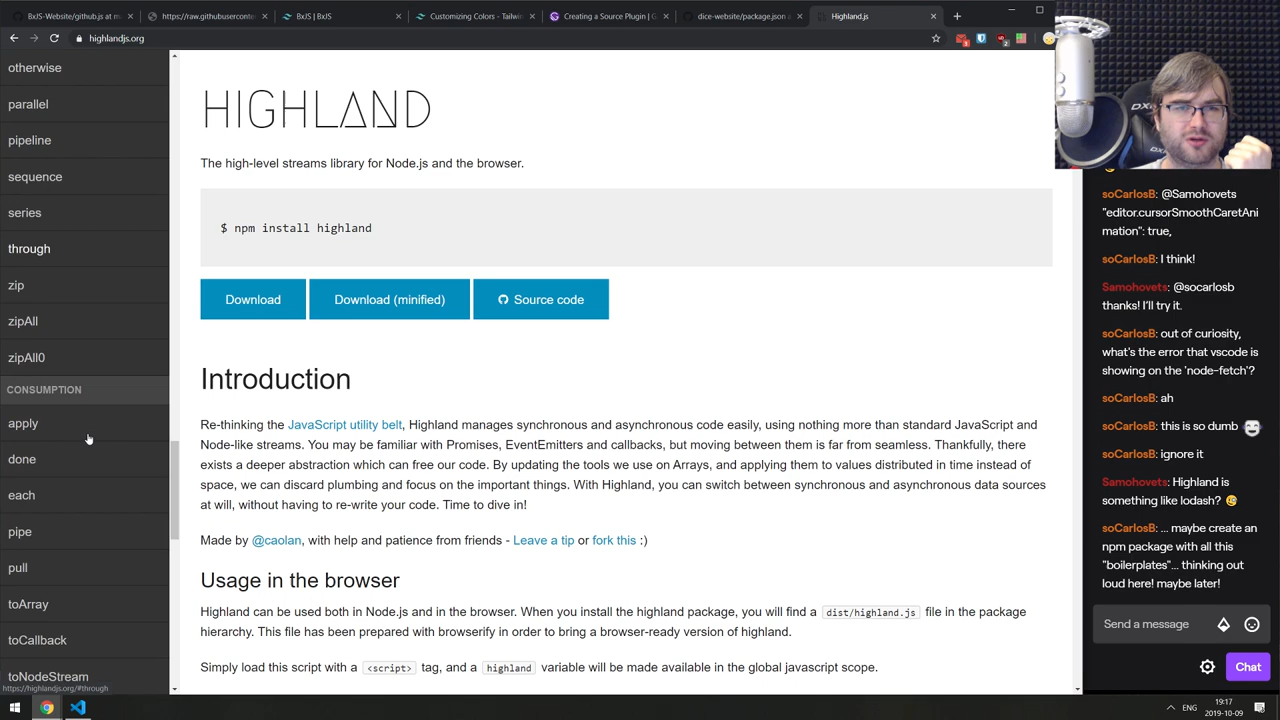 BxJS-Website/github.js at m
https://raw.githubuserconte
BxJS | BxJS
Customizing Colors - Tailwin
Creating a Source Plugin | G
dice-website/package.json a
Highland.js
highlandjs.org
otherwise
parallel
pipeline
sequence
series
through
zip
zipAll
zipAll0
CONSUMPTION
apply
done
each
pipe
pull
toArray
toCallback
toNodeStream
https://highlandjs.org/#through
HIGHLAND
The high-level streams library for Node.js and the browser.
$ npm install highland
Download
Download (minified)
Source code
Introduction
Re-thinking the JavaScript utility belt, Highland manages synchronous and asynchronous code easily, using nothing more than standard JavaScript and
Node-like streams. You may be familiar with Promises, EventEmitters and callbacks, but moving between them is far from seamless. Thankfully, there
exists a deeper abstraction which can free our code. By updating the tools we use on Arrays, and applying them to values distributed in time instead of
space, we can discard plumbing and focus on the important things. With Highland, you can switch between synchronous and asynchronous data sources
at will, without having to re-write your code. Time to dive in!
Made by @caolan, with help and patience from friends - Leave a tip or fork this :)
Usage in the browser
Highland can be used both in Node.js and in the browser. When you install the highland package, you will find a dist/highland.js file in the package
hierarchy. This file has been prepared with browserify in order to bring a browser-ready version of highland.
Simply load this script with a <script> tag, and a highland variable will be made available in the global javascript scope.
soCarlosB: @Samohovets
"editor.cursorSmoothCaretAni
mation": true,
soCarlosB: I think!
Samohovets: @socarlosb
thanks! I'll try it.
soCarlosB: out of curiosity,
what's the error that vscode is
showing on the 'node-fetch'?
soCarlosB: ah
soCarlosB: this is so dumb
soCarlosB: ignore it
Samohovets: Highland is
something like lodash?
soCarlosB: ... maybe create an
npm package with all this
"boilerplates"... thinking out
loud here! maybe later!
Send a message
Chat
ENG
19:17
2019-10-09